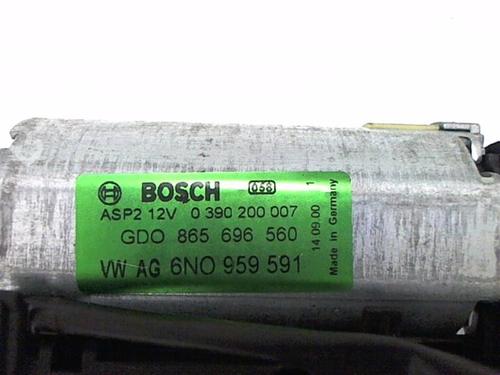 BOSCH 058
ASP2 12V 0 390 200 007
GDO 865 696 560
VW AG 6N0 959 591
14 09.00 1
Made in Germany